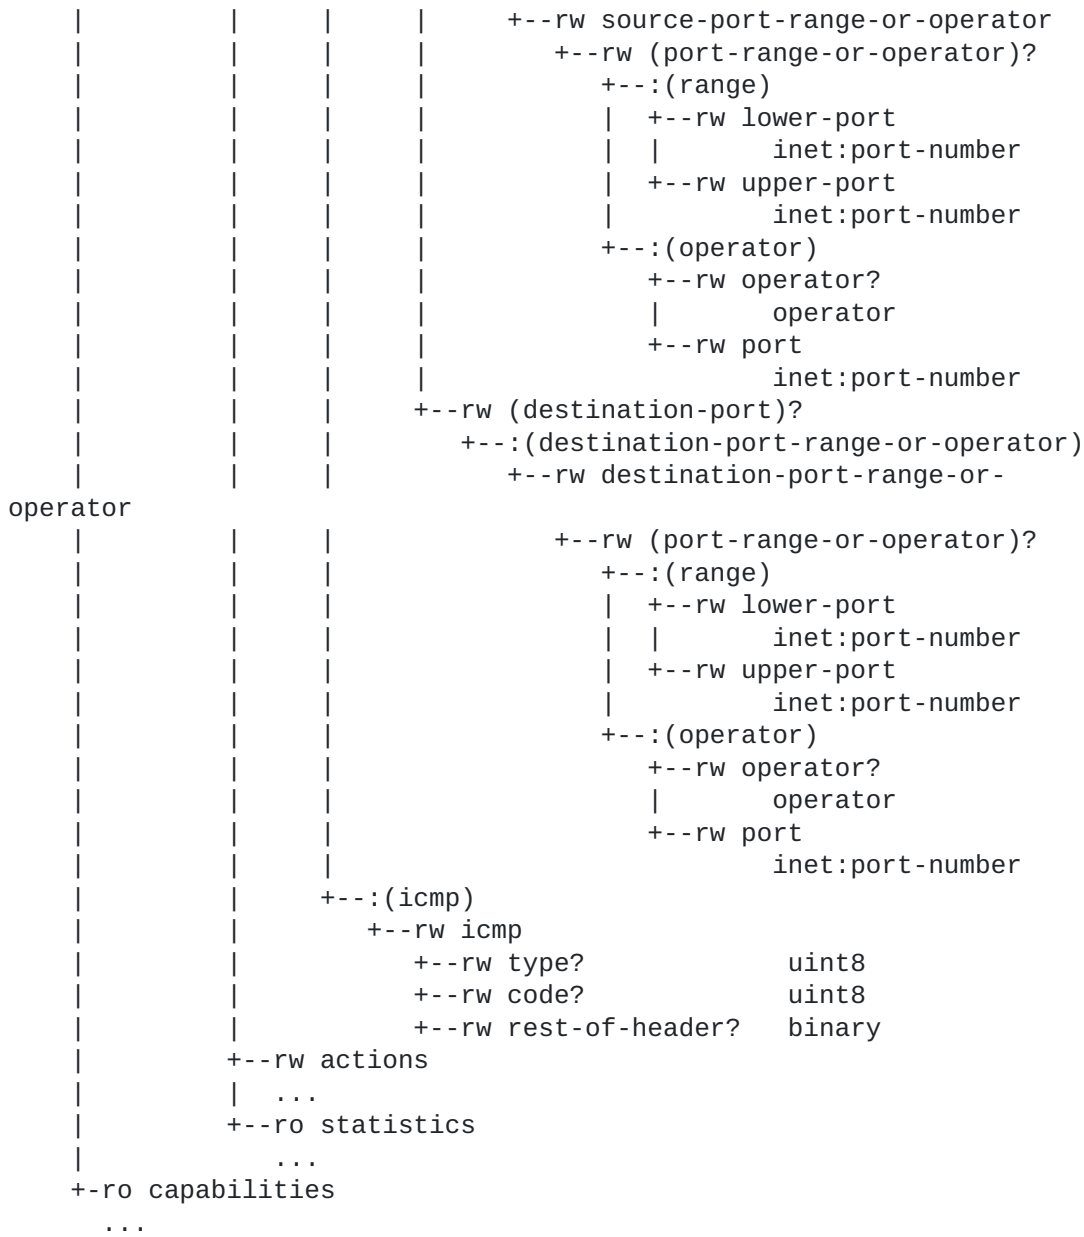 |         |     |     |     +--rw source-port-range-or-operator
     |         |     |     |        +--rw (port-range-or-operator)?
     |         |     |     |           +--:(range)
     |         |     |     |           |  +--rw lower-port
     |         |     |     |           |  |       inet:port-number
     |         |     |     |           |  +--rw upper-port
     |         |     |     |           |          inet:port-number
     |         |     |     |           +--:(operator)
     |         |     |     |              +--rw operator?
     |         |     |     |              |       operator
     |         |     |     |              +--rw port
     |         |     |     |                      inet:port-number
     |         |     |     +--rw (destination-port)?
     |         |     |        +--:(destination-port-range-or-operator)
     |         |     |           +--rw destination-port-range-or-
operator
     |         |     |              +--rw (port-range-or-operator)?
     |         |     |                 +--:(range)
     |         |     |                 |  +--rw lower-port
     |         |     |                 |  |       inet:port-number
     |         |     |                 |  +--rw upper-port
     |         |     |                 |          inet:port-number
     |         |     |                 +--:(operator)
     |         |     |                    +--rw operator?
     |         |     |                    |       operator
     |         |     |                    +--rw port
     |         |     |                            inet:port-number
     |         |     +--:(icmp)
     |         |        +--rw icmp
     |         |           +--rw type?             uint8
     |         |           +--rw code?             uint8
     |         |           +--rw rest-of-header?   binary
     |         +--rw actions
     |         |  ...
     |         +--ro statistics
     |            ...
     +-ro capabilities
       ...